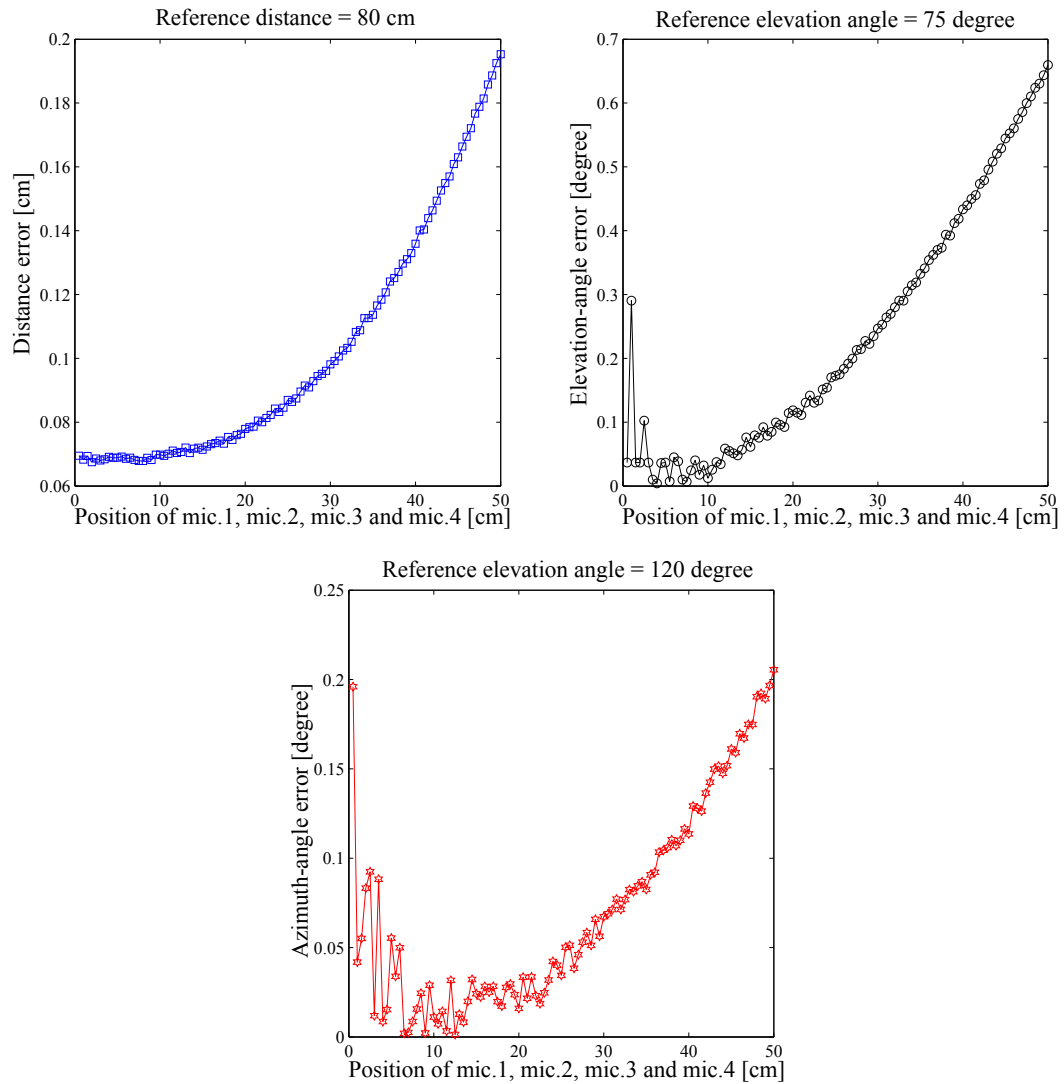 Reference distance = 80 cm
0.2
0.18
0.16
0.14
0.12
0.1
0.08
0.06
Distance error [cm]
0 10 20 30 40 50
Position of mic.1, mic.2, mic.3 and mic.4 [cm]
Reference elevation angle = 75 degree
0.7
0.6
0.5
0.4
0.3
0.2
0.1
0
Elevation-angle error [degree]
0 10 20 30 40 50
Position of mic.1, mic.2, mic.3 and mic.4 [cm]
Reference elevation angle = 120 degree
0.25
0.2
0.15
0.1
0.05
0
Azimuth-angle error [degree]
0 10 20 30 40 50
Position of mic.1, mic.2, mic.3 and mic.4 [cm]